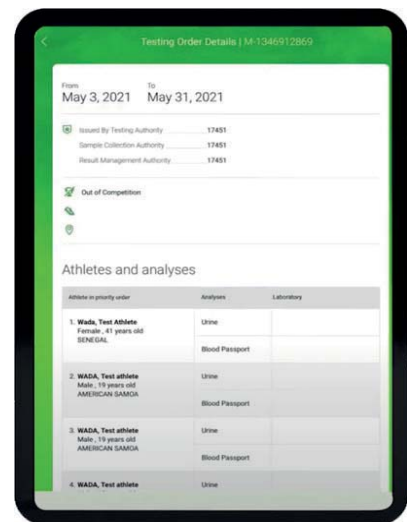 Testing Order Details | M-1346912869
From To
May 3, 2021 May 31, 2021
Issued By Testing Authority 17451
Sample Collection Authority 17451
Result Management Authority 17451
Out of Competition
Athletes and analyses
Athlete in priority order Analyses Laboratory
1. Wada, Test Athlete Urine
Female , 41 years old
SENEGAL
Blood Passport
2. WADA, Test athlete Urine
Male , 19 years old
AMERICAN SAMOA
Blood Passport
3. WADA, Test athlete Urine
Male , 19 years old
AMERICAN SAMOA
Blood Passport
4. WADA, Test athlete Urine